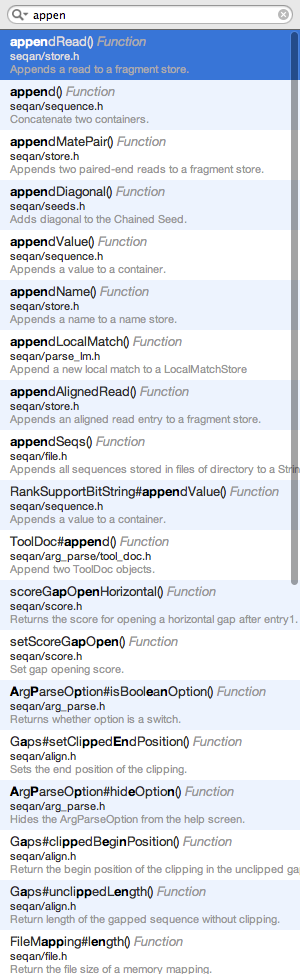 appen
appendRead() Function
seqan/store.h
Appends a read to a fragment store.
append() Function
seqan/sequence.h
Concatenate two containers.
appendMatePair() Function
seqan/store.h
Appends two paired-end reads to a fragment store.
appendDiagonal() Function
seqan/seeds.h
Adds diagonal to the Chained Seed.
appendValue() Function
seqan/sequence.h
Appends a value to a container.
appendName() Function
seqan/store.h
Appends a name to a name store.
appendLocalMatch() Function
seqan/parse_lm.h
Append a new local match to a LocalMatchStore
appendAlignedRead() Function
seqan/store.h
Appends an aligned read entry to a fragment store.
appendSeqs() Function
seqan/file.h
Appends all sequences stored in files of directory to a Strin
RankSupportBitString#appendValue() Function
seqan/sequence.h
Appends a value to a container.
ToolDoc#append() Function
seqan/arg_parse/tool_doc.h
Append two ToolDoc objects.
scoreGapOpenHorizontal() Function
seqan/score.h
Returns the score for opening a horizontal gap after entry1.
setScoreGapOpen() Function
seqan/score.h
Set gap opening score.
ArgParseOption#isBooleanOption() Function
seqan/arg_parse.h
Returns whether option is a switch.
Gaps#setClippedEndPosition() Function
seqan/align.h
Sets the end position of the clipping.
ArgParseOption#hideOption() Function
seqan/arg_parse.h
Hides the ArgParseOption from the help screen.
Gaps#clippedBeginPosition() Function
seqan/align.h
Return the begin position of the clipping in the unclipped ga
Gaps#unclippedLength() Function
seqan/align.h
Return length of the gapped sequence without clipping.
FileMapping#length() Function
seqan/file.h
Return the file size of a memory mapping.